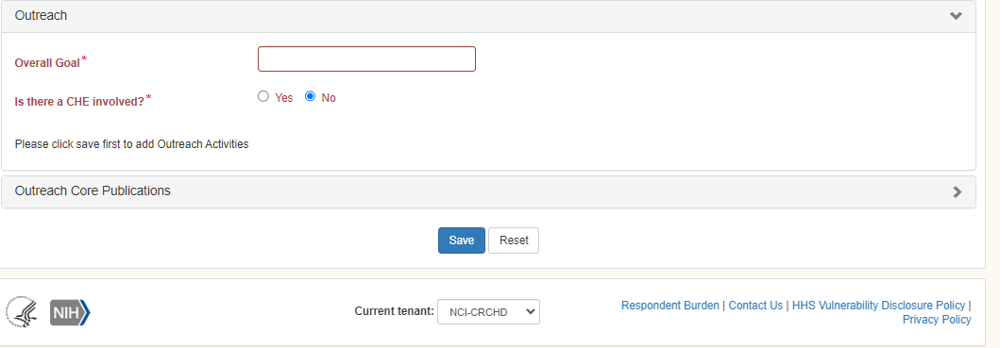 Outreach
Overall Goal*
Is there a CHE involved?*
Yes No
Please click save first to add Outreach Activities
Outreach Core Publications
Save Reset
NIH
Current tenant: NCI-CRCHD
Respondent Burden | Contact Us | HHS Vulnerability Disclosure Policy |
Privacy Policy